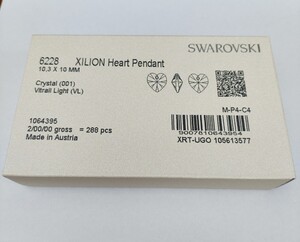 SWAROVSKI
6228 XILION Heart Pendant
10,3 X 10 MM
Crystal (001)
Vitrail Light (VL)
M-P4-C4
1064395
2/00/00 gross = 288 pcs
Made in Austria
9007810643954
XRT-UGO 105613577